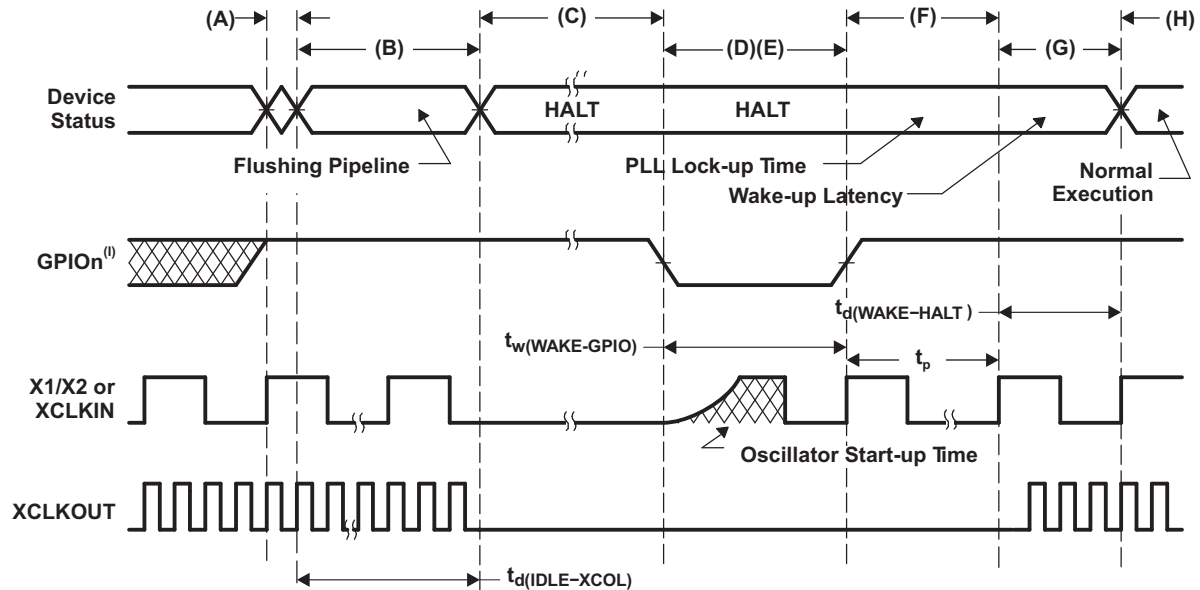 (A)
(C)
(F)
(H)
(B)
(D)(E)
(G)
Device
Status
HALT
HALT
Flushing Pipeline
PLL Lock-up Time
Wake-up Latency
Normal
Execution
GPIOn(I)
td(WAKE−HALT )
tw(WAKE-GPIO)
tp
X1/X2 or
XCLKIN
Oscillator Start-up Time
XCLKOUT
td(IDLE−XCOL)